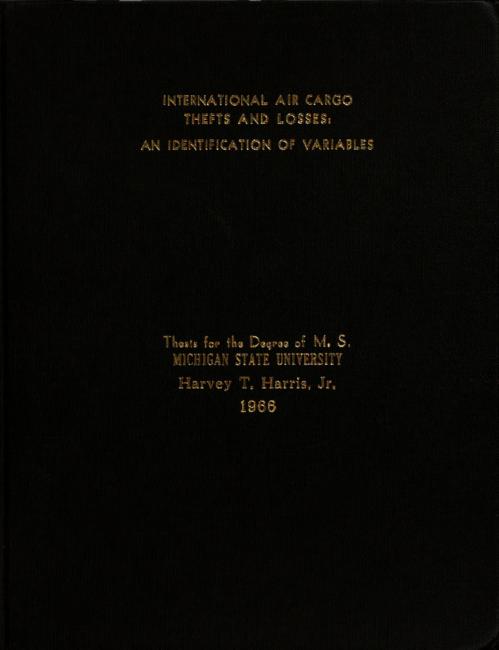 INTERNATIONAL AIR CARGO
THEFTS AND LOSSES:
AN IDENTIFICATION OF VARIABLES
Thesis for the Degree of M. S.
MICHIGAN STATE UNIVERSITY
Harvey T. Harris, Jr.
1966